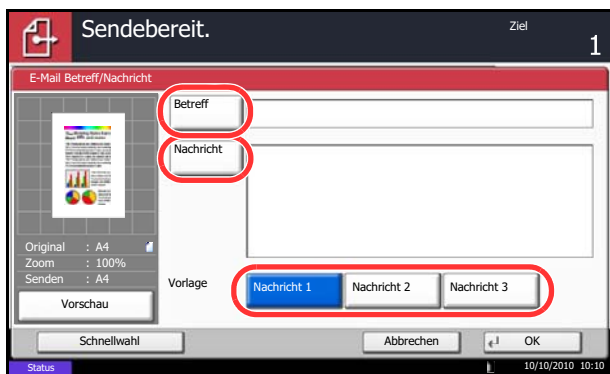 Sendebereit.
Ziel
1
E-Mail Betreff/Nachricht
Betreff
Nachricht
Original : A4
Zoom : 100%
Senden : A4
Vorschau
Vorlage
Nachricht 1
Nachricht 2
Nachricht 3
Schnellwahl
Abbrechen
OK
Status
10/10/2010 10:10